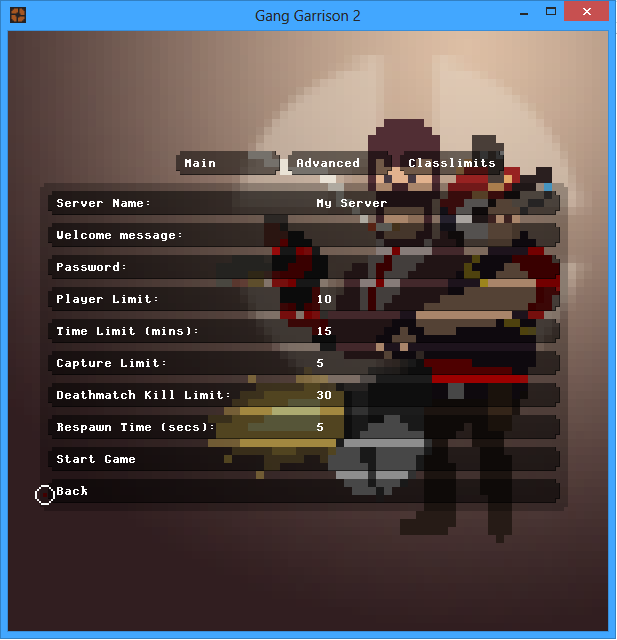 Gang Garrison 2
Main Advanced Classlimits
Server Name: My Server
Welcome message:
Password:
Player Limit: 10
Time Limit (mins): 15
Capture Limit: 5
Deathmatch Kill Limit: 30
Respawn Time (secs): 5
Start Game
Back